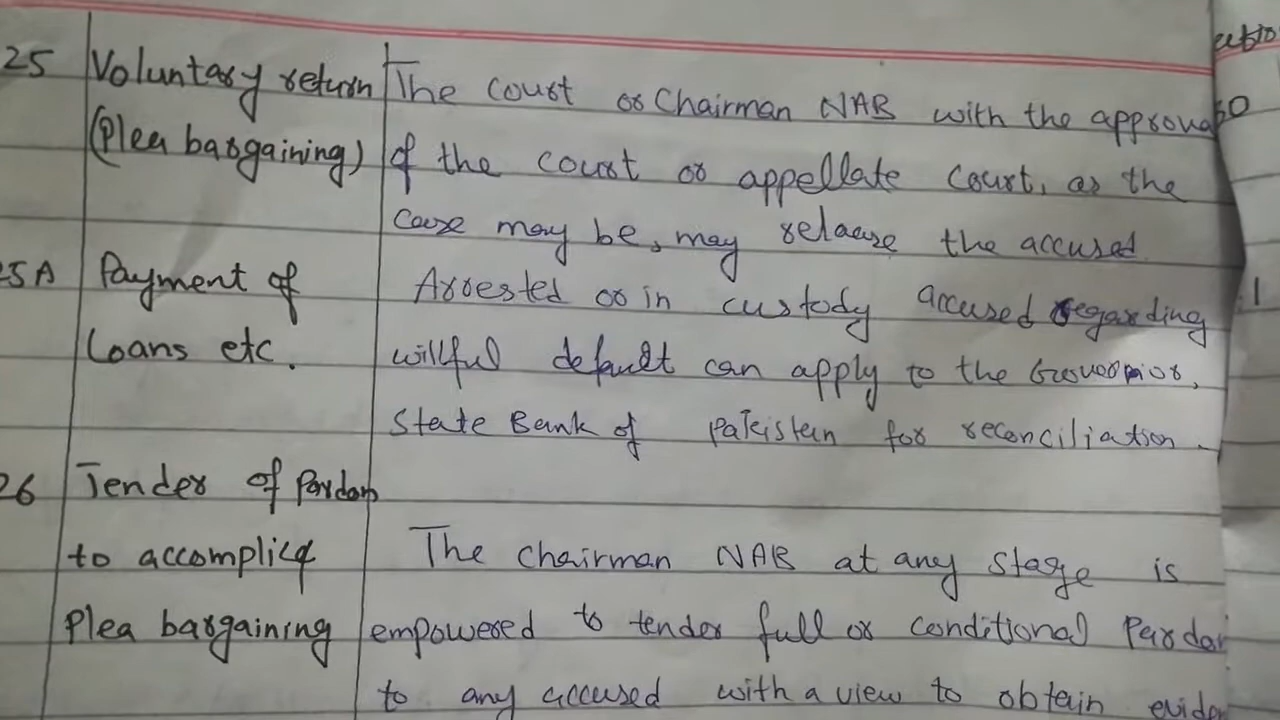 25 Voluntary return The Court or Chairman NAB with the approval
(Plea bargaining) of the court or appellate court, as the
case may be, may relaease the accused.
25A Payment of Arrested or in custody accused regarding
Loans etc. willful default can apply to the Governor,
State Bank of Pakistan for reconciliation.
26 Tender of Pardon
to accomplice The Chairman NAB at any stage is
Plea bargaining empowered to tender full or conditional Pardon
to any accused with a view to obtain